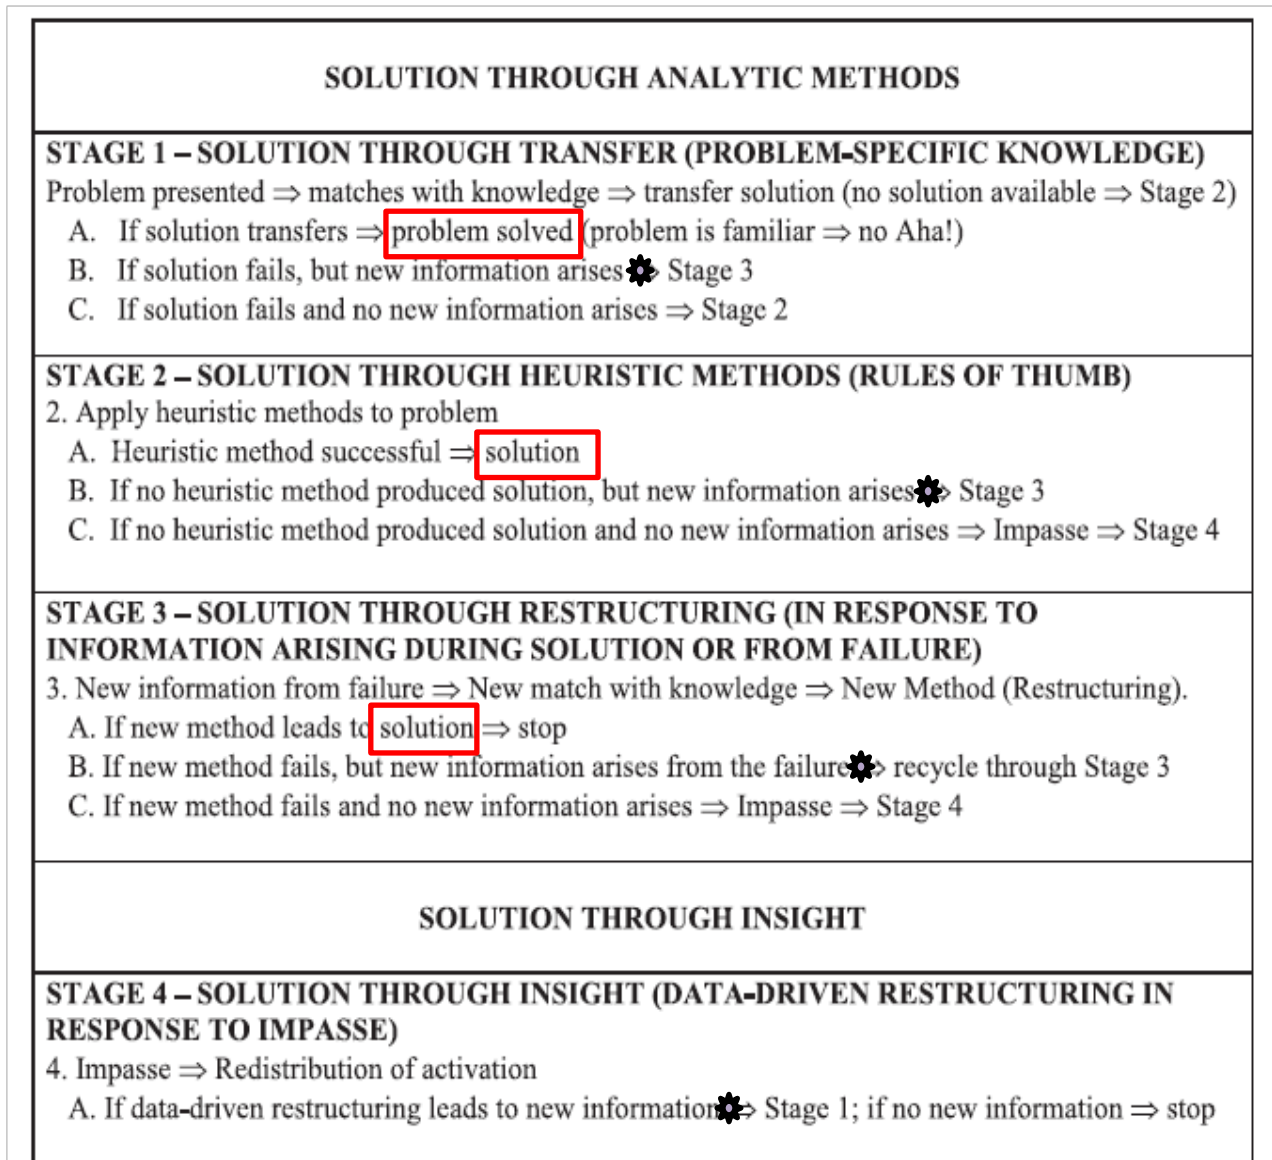 SOLUTION THROUGH ANALYTIC METHODS
STAGE 1 – SOLUTION THROUGH TRANSFER (PROBLEM-SPECIFIC KNOWLEDGE)
Problem presented ⇒ matches with knowledge ⇒ transfer solution (no solution available ⇒ Stage 2)
A. If solution transfers ⇒ problem solved (problem is familiar ⇒ no Aha!)
B. If solution fails, but new information arises ⇒ Stage 3
C. If solution fails and no new information arises ⇒ Stage 2
STAGE 2 – SOLUTION THROUGH HEURISTIC METHODS (RULES OF THUMB)
2. Apply heuristic methods to problem
A. Heuristic method successful ⇒ solution
B. If no heuristic method produced solution, but new information arises ⇒ Stage 3
C. If no heuristic method produced solution and no new information arises ⇒ Impasse ⇒ Stage 4
STAGE 3 – SOLUTION THROUGH RESTRUCTURING (IN RESPONSE TO
INFORMATION ARISING DURING SOLUTION OR FROM FAILURE)
3. New information from failure ⇒ New match with knowledge ⇒ New Method (Restructuring).
A. If new method leads to solution ⇒ stop
B. If new method fails, but new information arises from the failure ⇒ recycle through Stage 3
C. If new method fails and no new information arises ⇒ Impasse ⇒ Stage 4
SOLUTION THROUGH INSIGHT
STAGE 4 – SOLUTION THROUGH INSIGHT (DATA-DRIVEN RESTRUCTURING IN
RESPONSE TO IMPASSE)
4. Impasse ⇒ Redistribution of activation
A. If data-driven restructuring leads to new information ⇒ Stage 1; if no new information ⇒ stop